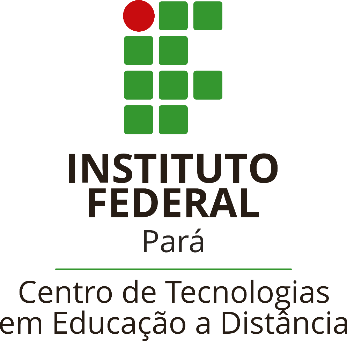 INSTITUTO
FEDERAL
Pará
Centro de Tecnologias
em Educação a Distância